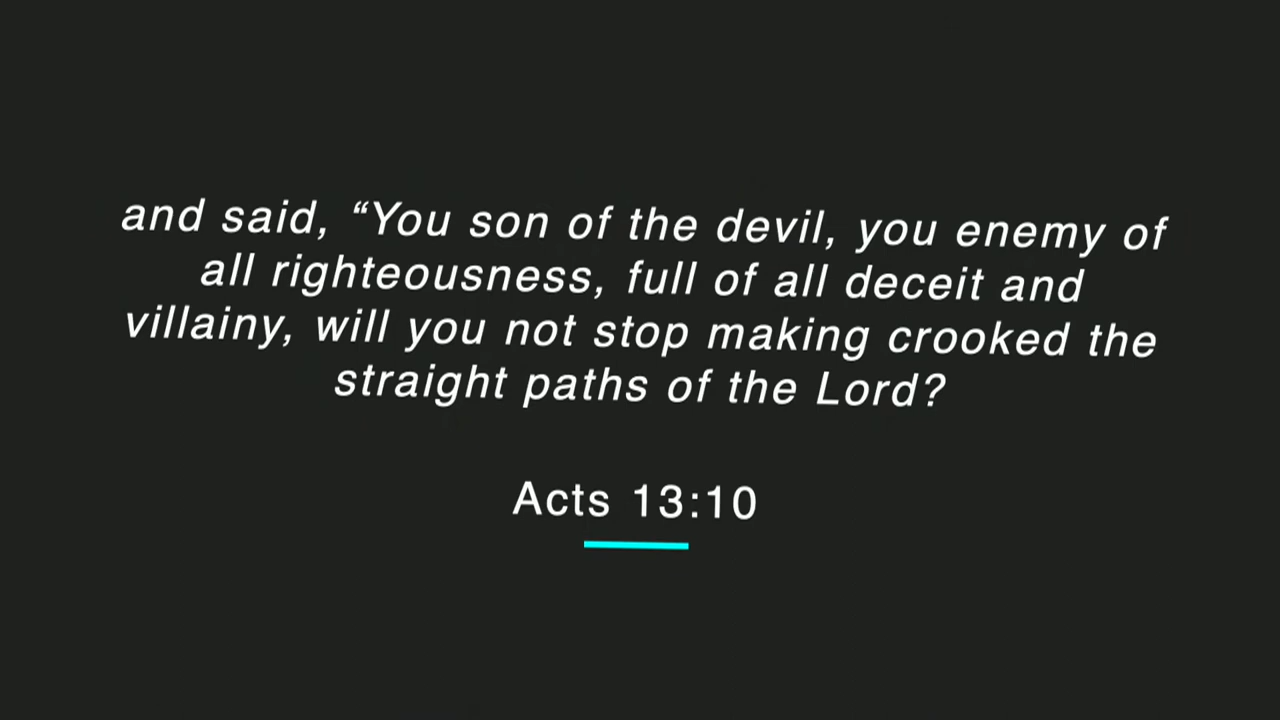 and said, “You son of the devil, you enemy of
all righteousness, full of all deceit and
villainy, will you not stop making crooked the
straight paths of the Lord?
Acts 13:10